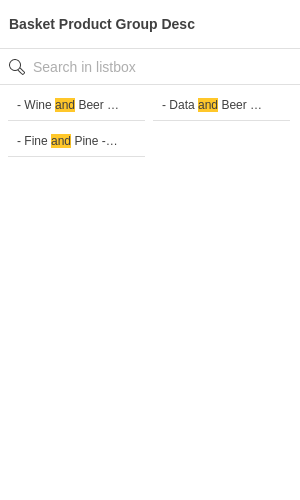 Basket Product Group Desc
Search in listbox
- Wine and Beer …
- Data and Beer …
- Fine and Pine -…